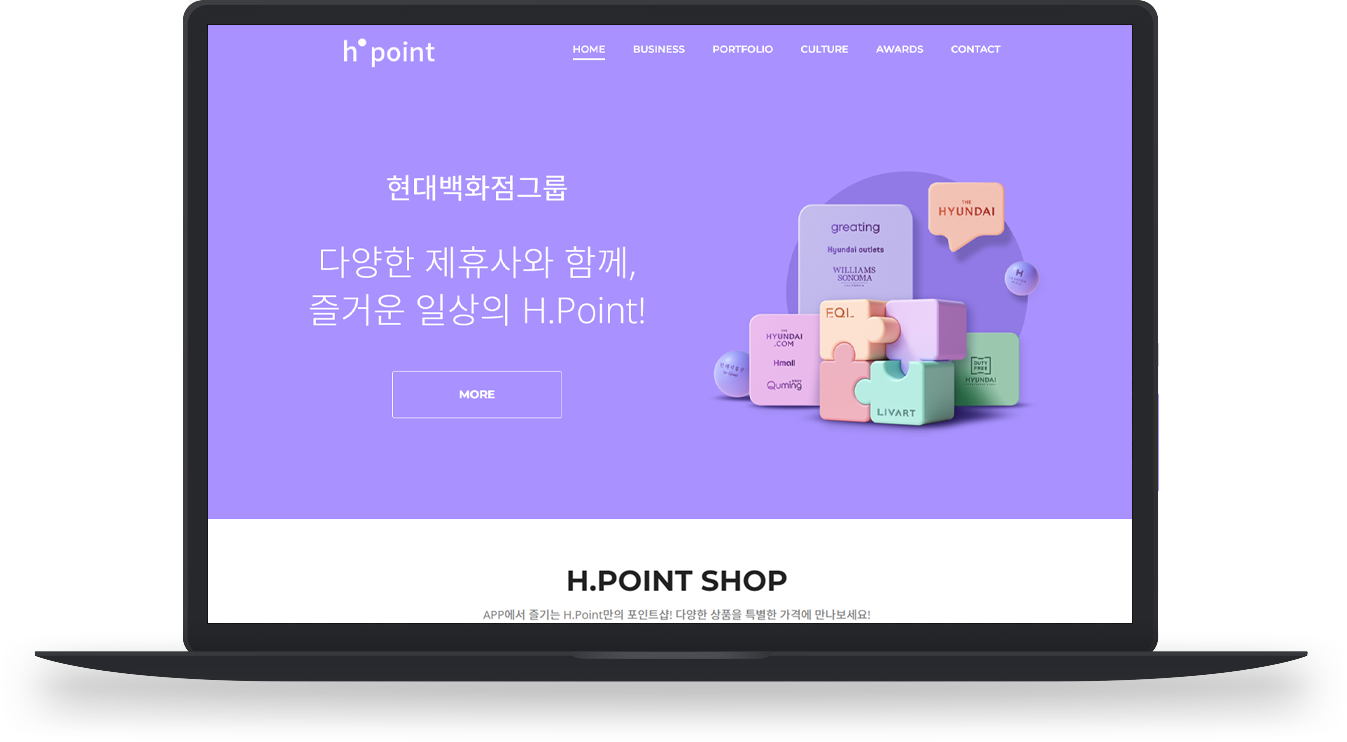 h•point
HOME BUSINESS PORTFOLIO CULTURE AWARDS CONTACT
현대백화점그룹
다양한 제휴사와 함께,
즐거운 일상의 H.Point!
MORE
greating
Hyundai outlets
WILLIAMS
SONOMA
THE
HYUNDAI
H
EQL
THE
HYUNDAI
.COM
Hmall
Quming
DUTY
FREE
HYUNDAI
LIVART
H.POINT SHOP
APP에서 즐기는 H.Point만의 포인트샵! 다양한 상품을 특별한 가격에 만나보세요!